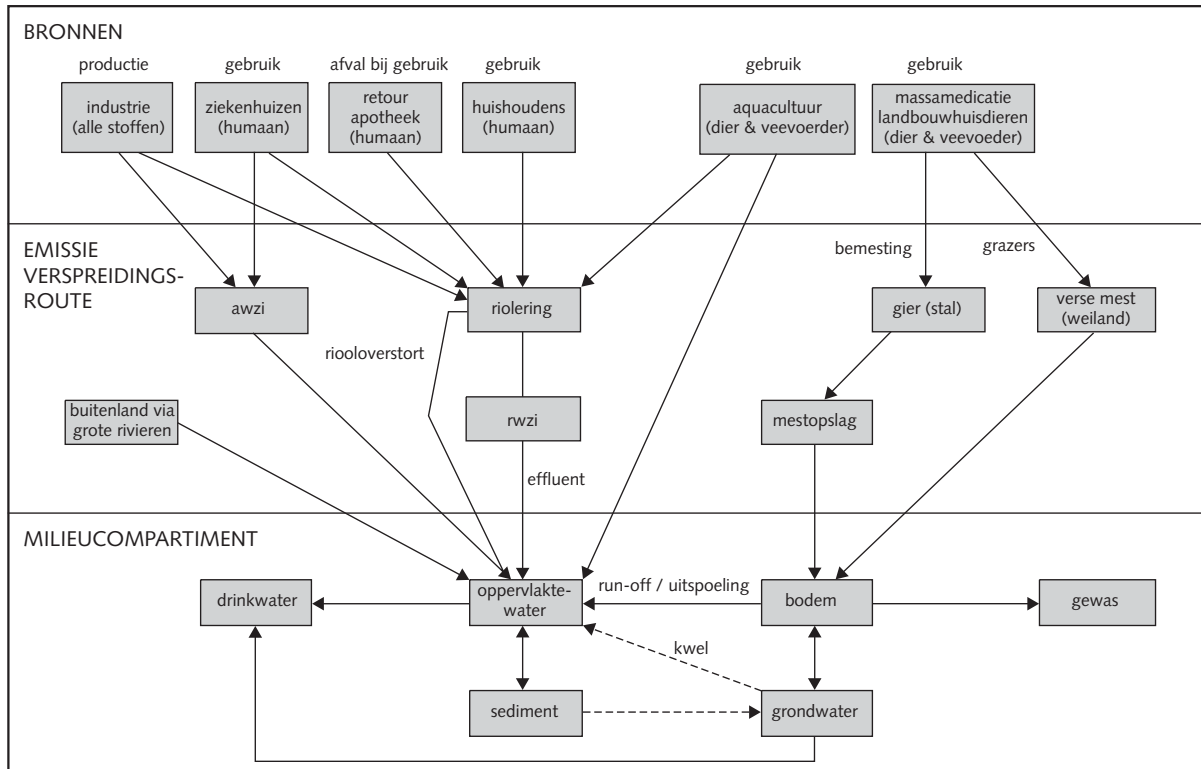 BRONNEN
productie
gebruik
afval bij gebruik
gebruik
gebruik
gebruik
industrie
(alle stoffen)
ziekenhuizen
(humaan)
retour
apotheek
(humaan)
huishoudens
(humaan)
aquacultuur
(dier & veevoerder)
massamedicatie
landbouwhuisdieren
(dier & veevoeder)
EMISSIE
VERSPREIDINGS-
ROUTE
bemesting
grazers
awzi
riolering
gier (stal)
verse mest
(weiland)
riooloverstort
buitenland via
grote rivieren
rwzi
mestopslag
effluent
MILIEUCOMPARTIMENT
drinkwater
oppervlakte-
water
run-off / uitspoeling
bodem
gewas
kwel
sediment
grondwater